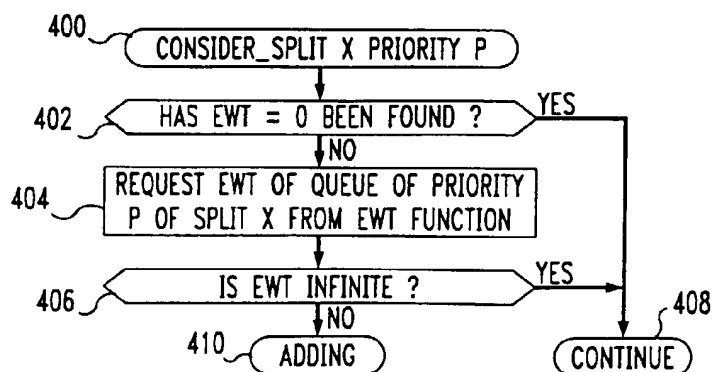 400
CONSIDER_SPLIT X PRIORITY P
402
HAS EWT = 0 BEEN FOUND ?
YES
NO
404
REQUEST EWT OF QUEUE OF PRIORITY
P OF SPLIT X FROM EWT FUNCTION
406
IS EWT INFINITE ?
YES
NO
410
ADDING
408
CONTINUE